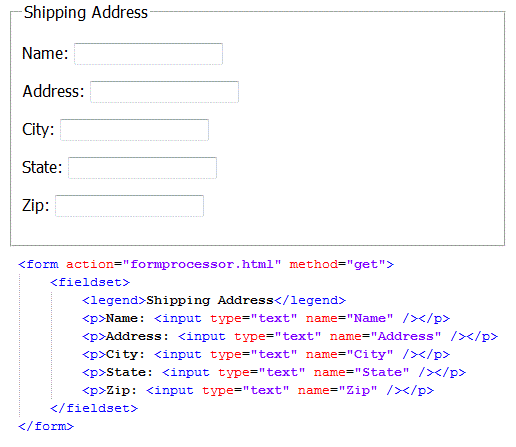 Shipping Address
Name:
Address:
City:
State:
Zip:
<form action="formprocessor.html" method="get">
<fieldset>
<legend>Shipping Address</legend>
<p>Name: <input type="text" name="Name" /></p>
<p>Address: <input type="text" name="Address" /></p>
<p>City: <input type="text" name="City" /></p>
<p>State: <input type="text" name="State" /></p>
<p>Zip: <input type="text" name="Zip" /></p>
</fieldset>
</form>